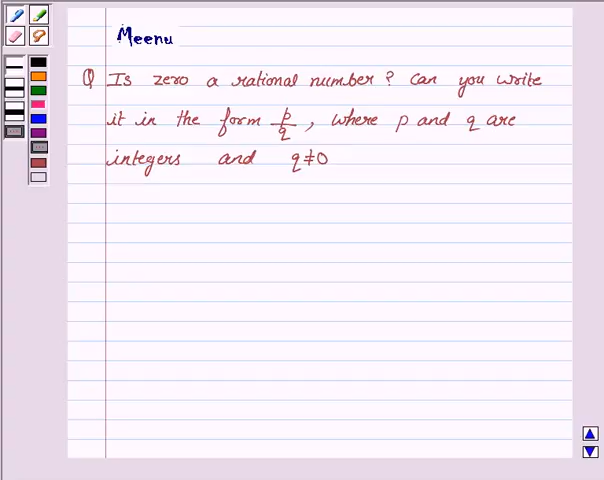 Meenu
Q Is zero a rational number? Can you write
it in the form p/q, where p and q are
integers and q≠0